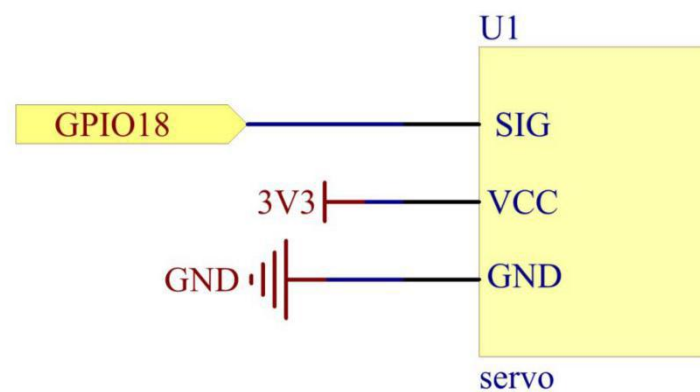 U1
GPIO18 SIG
3V3 VCC
GND GND
servo